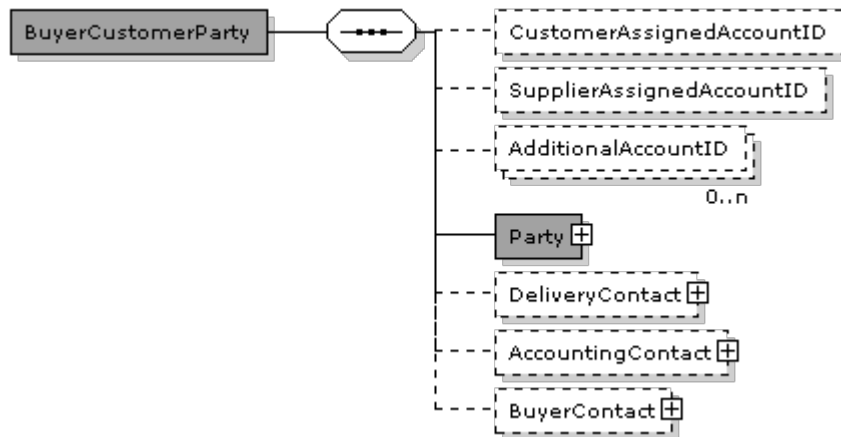 BuyerCustomerParty
CustomerAssignedAccountID
SupplierAssignedAccountID
AdditionalAccountID
0..n
Party
DeliveryContact
AccountingContact
BuyerContact